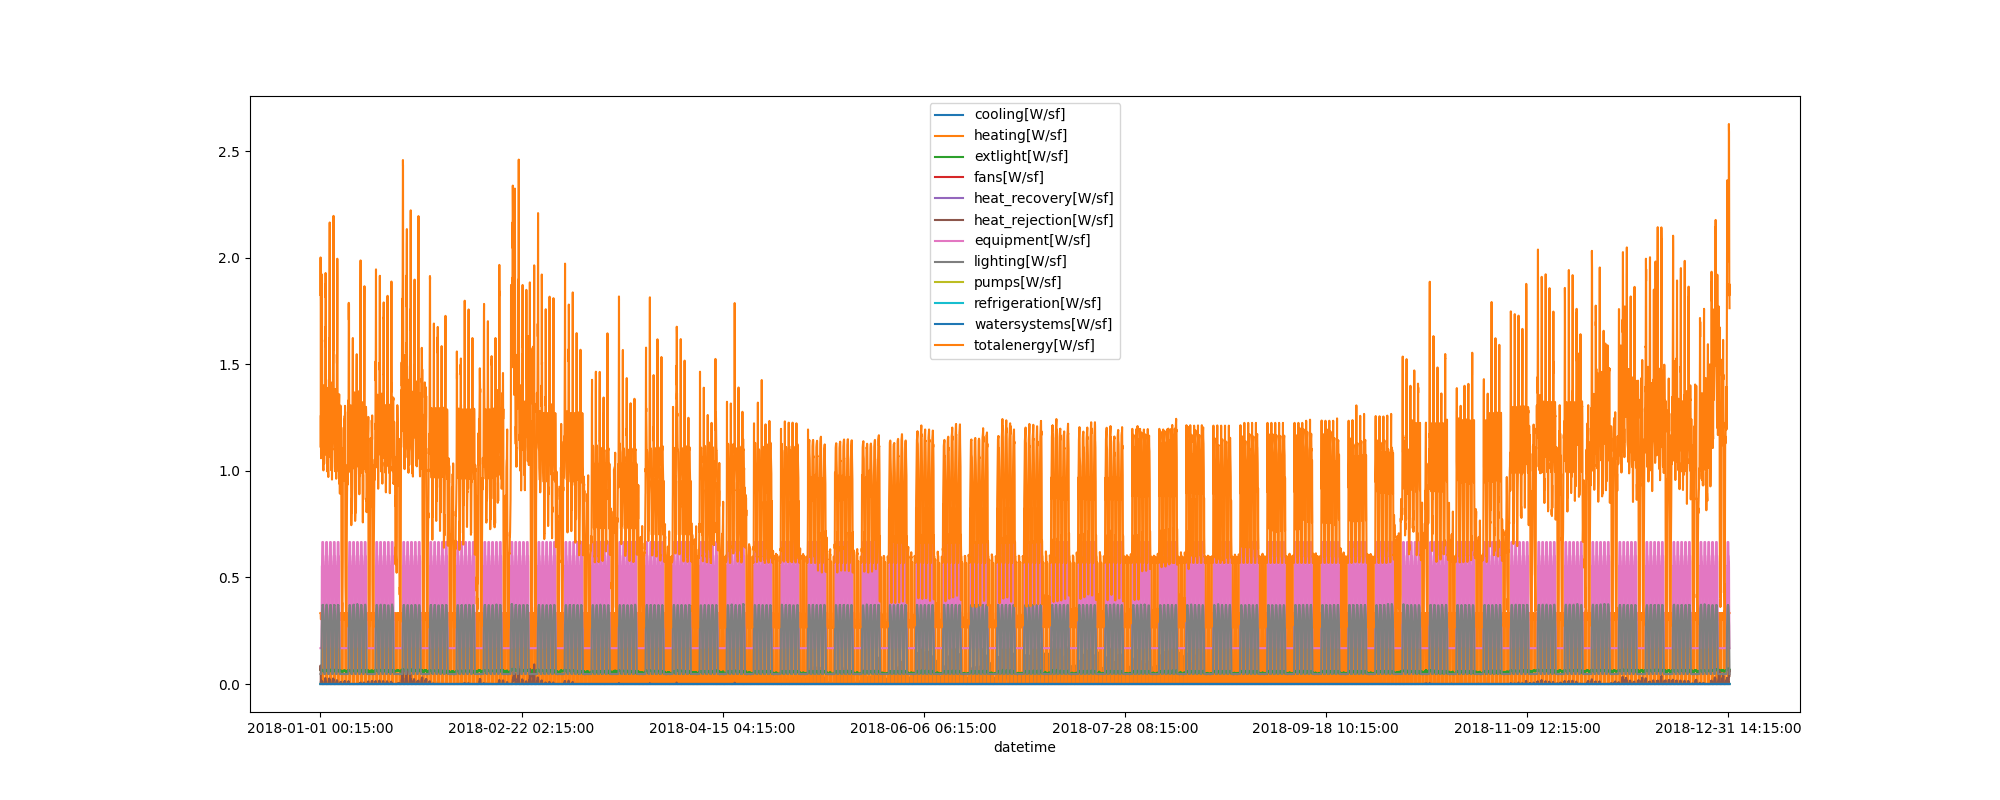 cooling[W/sf]
heating[W/sf]
extlight[W/sf]
fans[W/sf]
heat_recovery[W/sf]
heat_rejection[W/sf]
equipment[W/sf]
lighting[W/sf]
pumps[W/sf]
refrigeration[W/sf]
watersystems[W/sf]
totalenergy[W/sf]
2.5
2.0
1.5
1.0
0.5
0.0
2018-01-01 00:15:00 2018-02-22 02:15:00 2018-04-15 04:15:00 2018-06-06 06:15:00 2018-07-28 08:15:00 2018-09-18 10:15:00 2018-11-09 12:15:00 2018-12-31 14:15:00
datetime